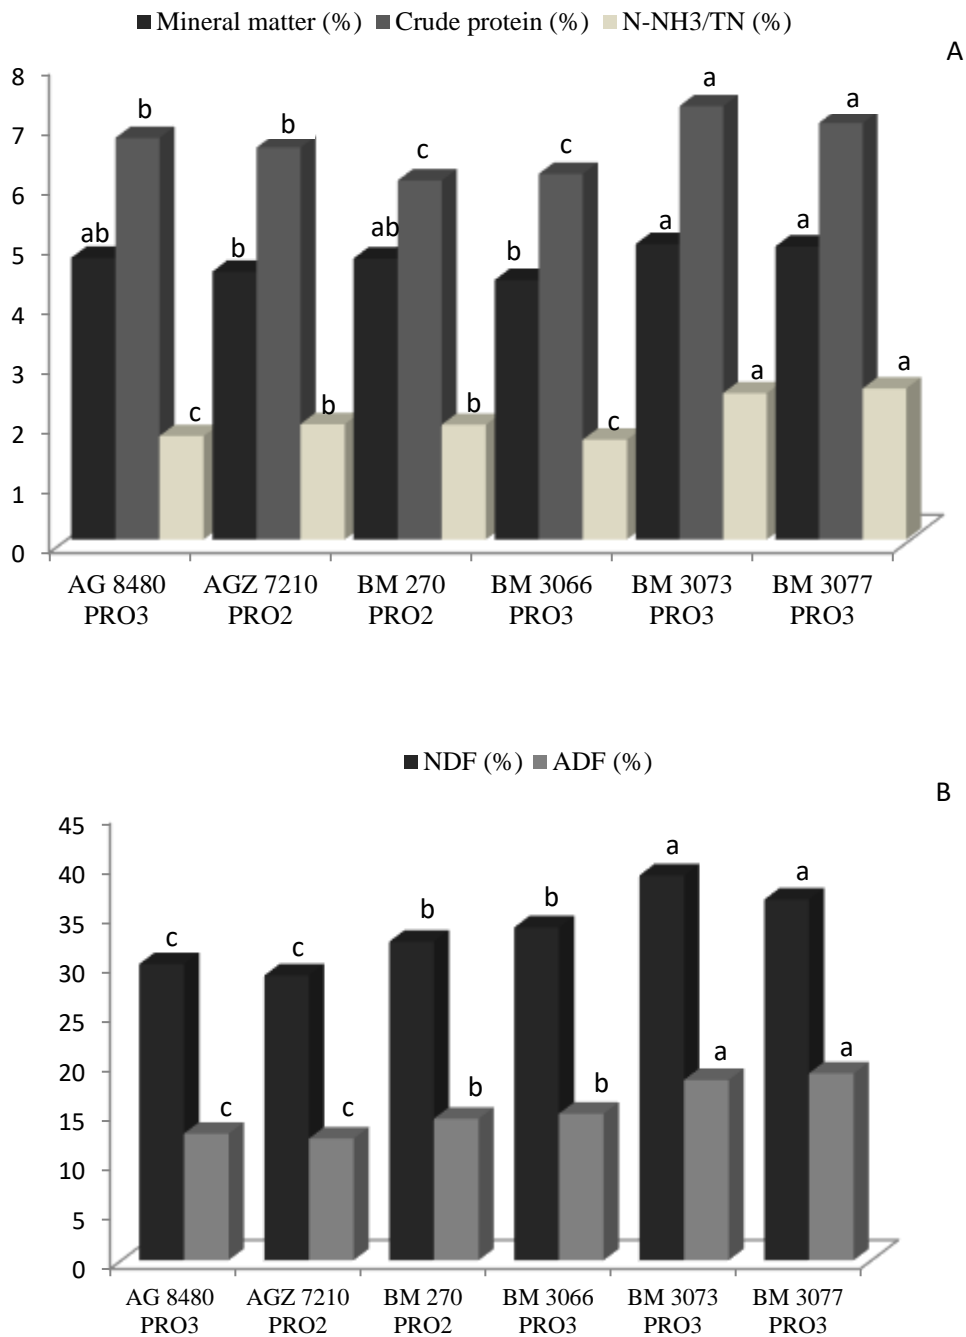 Mineral matter (%) Crude protein (%) N-NH3/TN (%)
A
8
7
6
5
4
3
2
1
0
ab b c
b b b
ab c b
b c c
a a a
a a a
AG 8480 AGZ 7210 BM 270 BM 3066 BM 3073 BM 3077
PRO3 PRO2 PRO2 PRO3 PRO3 PRO3
NDF (%) ADF (%)
B
45
40
35
30
25
20
15
10
5
0
c c
c c
b b
b b
a a
a a
AG 8480 AGZ 7210 BM 270 BM 3066 BM 3073 BM 3077
PRO3 PRO2 PRO2 PRO3 PRO3 PRO3